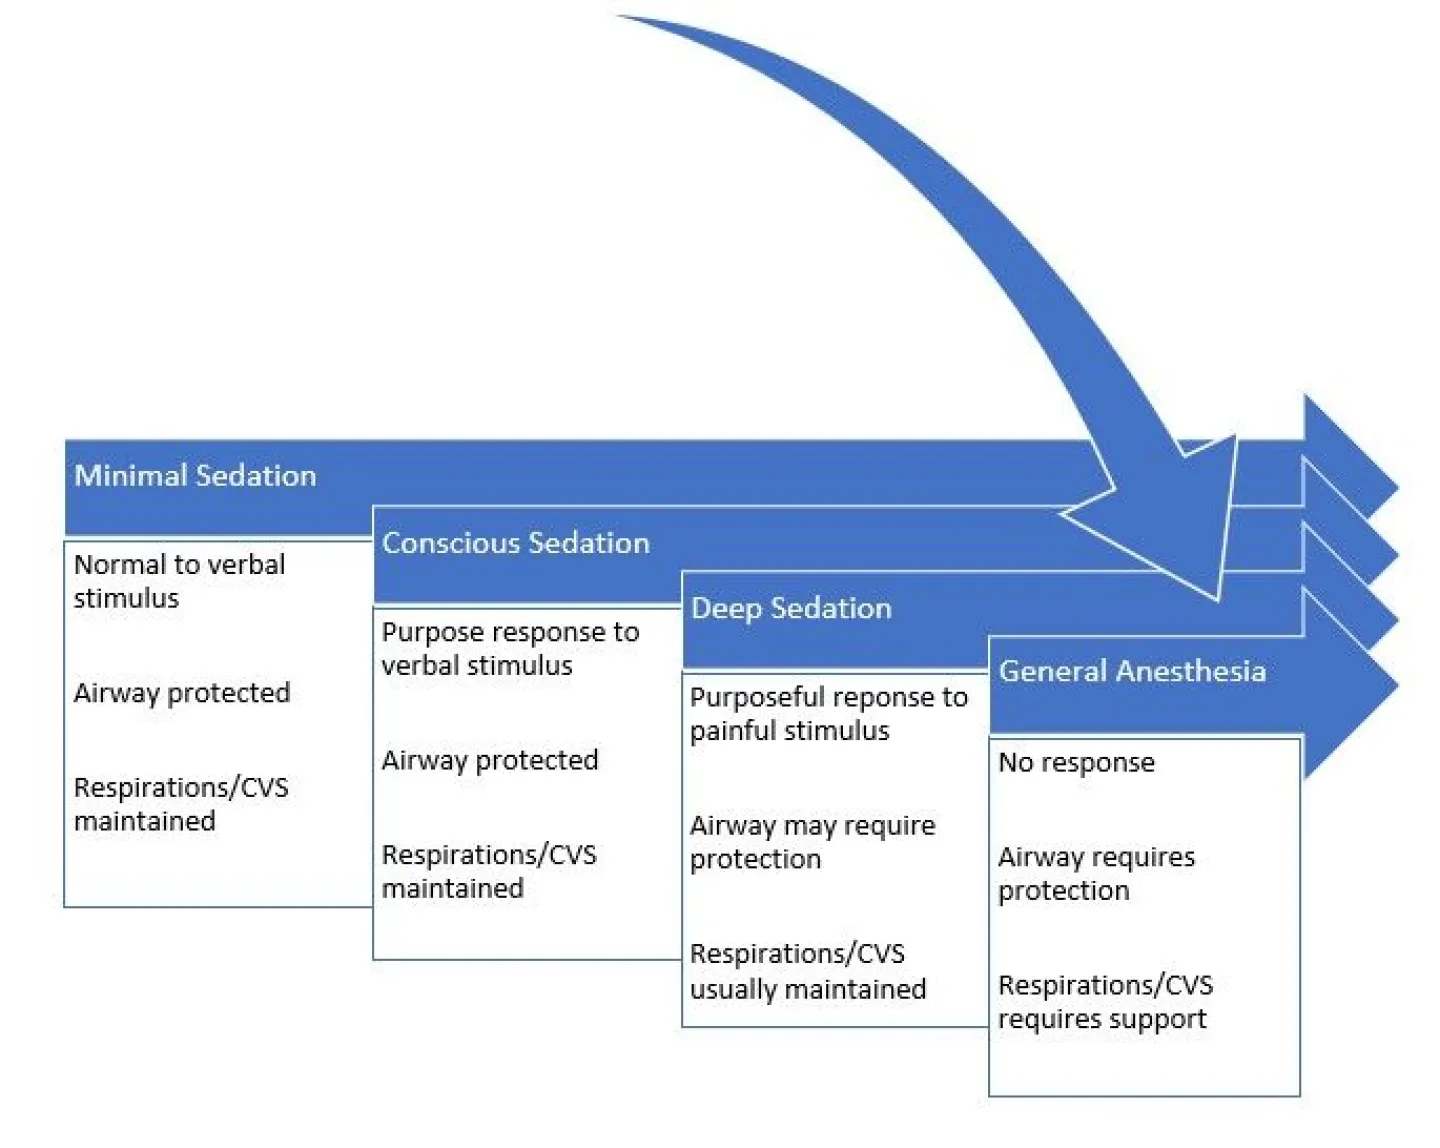 Minimal Sedation
Normal to verbal
stimulus
Airway protected
Respirations/CVS
maintained
Conscious Sedation
Purpose response to
verbal stimulus
Airway protected
Respirations/CVS
maintained
Deep Sedation
Purposeful reponse to
painful stimulus
Airway may require
protection
Respirations/CVS
usually maintained
General Anesthesia
No response
Airway requires
protection
Respirations/CVS
requires support